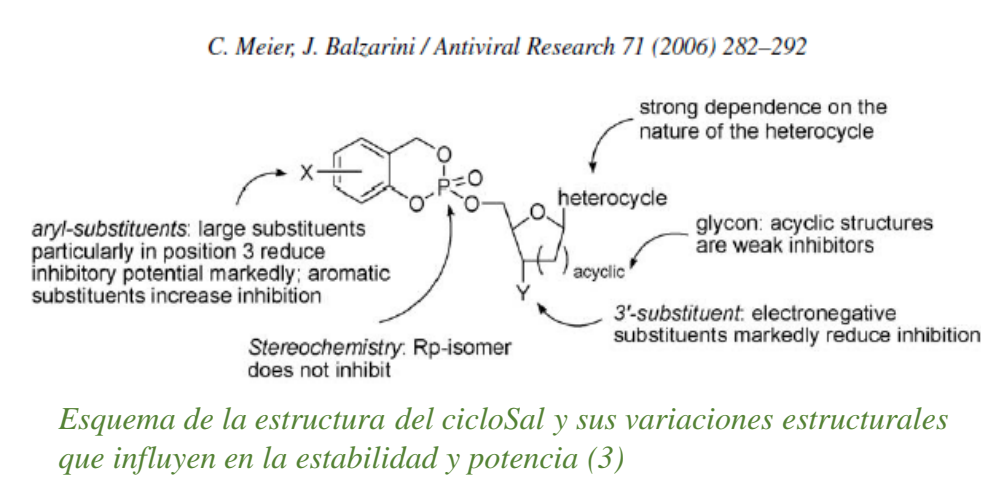 C. Meier, J. Balzarini / Antiviral Research 71 (2006) 282–292
strong dependence on the
nature of the heterocycle
O
X
P
O
O
O
heterocycle
O
aryl-substituents: large substituents
particularly in position 3 reduce
inhibitory potential markedly; aromatic
substituents increase inhibition
glycon: acyclic structures
are weak inhibitors
acyclic
Y
3'-substituent: electronegative
substituents markedly reduce inhibition
Stereochemistry: Rp-isomer
does not inhibit
Esquema de la estructura del cicloSal y sus variaciones estructurales
que influyen en la estabilidad y potencia (3)